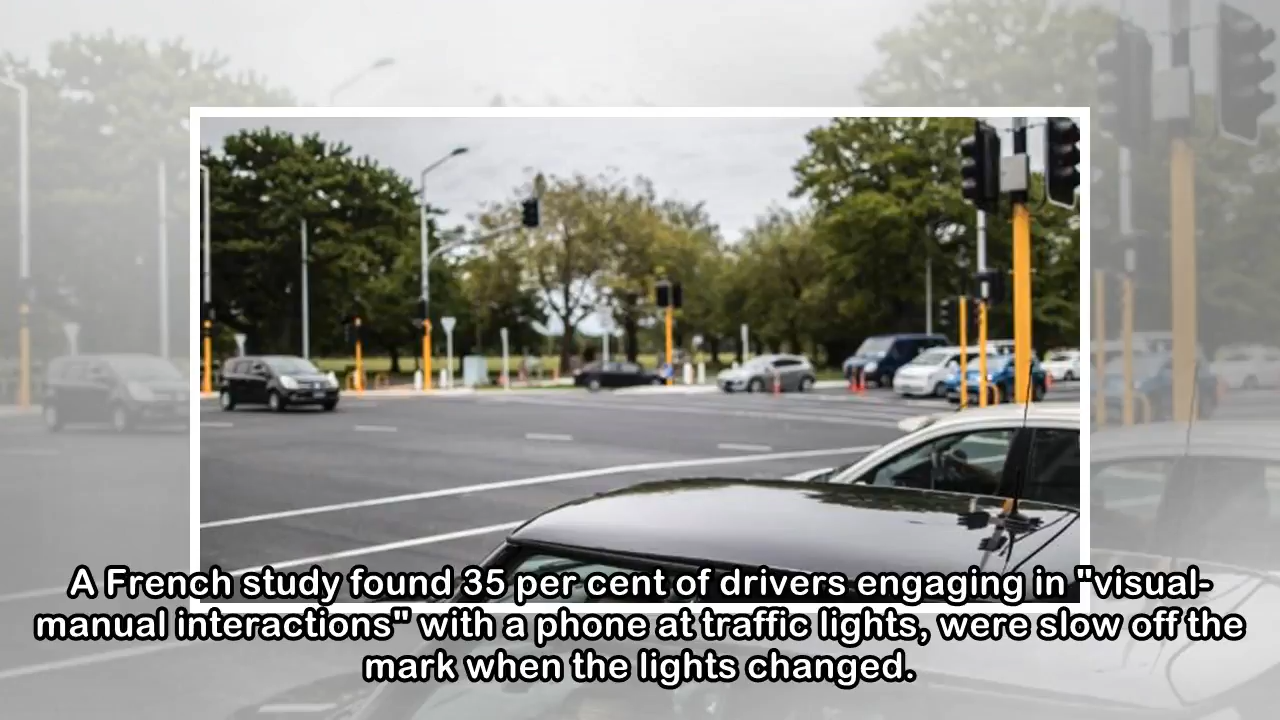 A French study found 35 per cent of drivers engaging in "visual-
manual interactions" with a phone at traffic lights, were slow off the
mark when the lights changed.